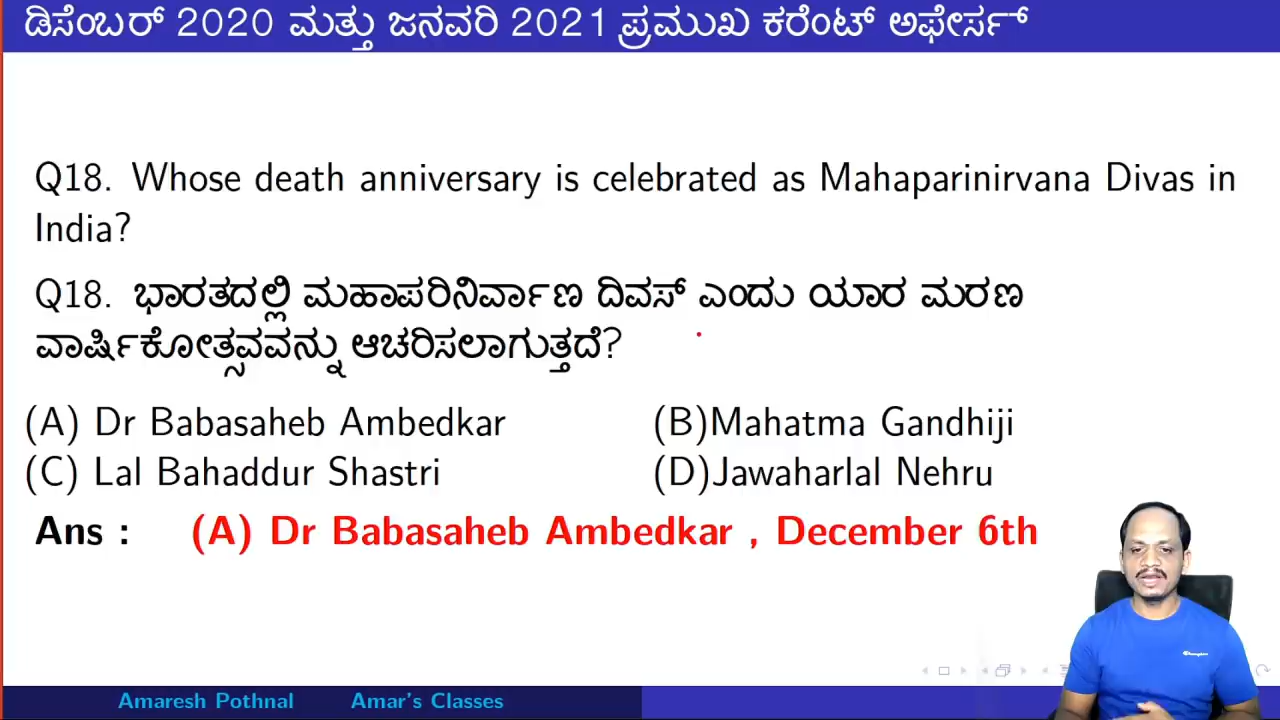 ಡಿಸೆಂಬರ್ 2020 ಮತ್ತು ಜನವರಿ 2021 ಪ್ರಮುಖ ಕರೆಂಟ್ ಅಫೇರ್ಸ್
Q18. Whose death anniversary is celebrated as Mahaparinirvana Divas in
India?
Q18. ಭಾರತದಲ್ಲಿ ಮಹಾಪರಿನಿರ್ವಾಣ ದಿವಸ್ ಎಂದು ಯಾರ ಮರಣ
ವಾರ್ಷಿಕೋತ್ಸವವನ್ನು ಆಚರಿಸಲಾಗುತ್ತದೆ?
(A) Dr Babasaheb Ambedkar (B)Mahatma Gandhiji
(C) Lal Bahaddur Shastri (D)Jawaharlal Nehru
Ans : (A) Dr Babasaheb Ambedkar , December 6th
Amaresh Pothnal Amar's Classes